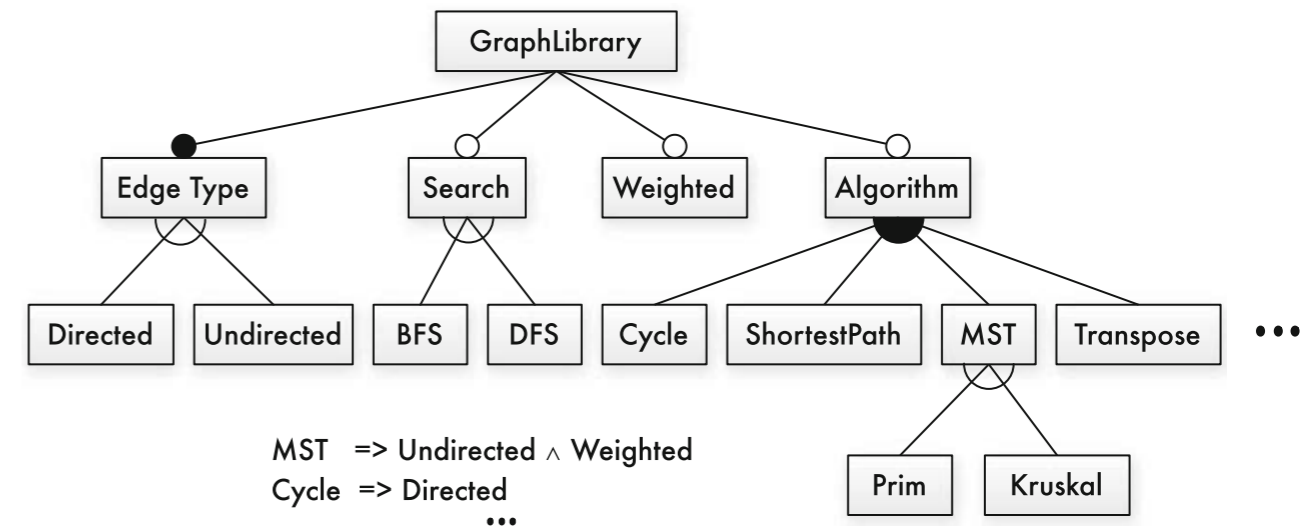 GraphLibrary
Edge Type Search Weighted Algorithm
Directed Undirected BFS DFS Cycle ShortestPath MST Transpose •••
MST => Undirected ∧ Weighted
Cycle => Directed
•••
Prim Kruskal